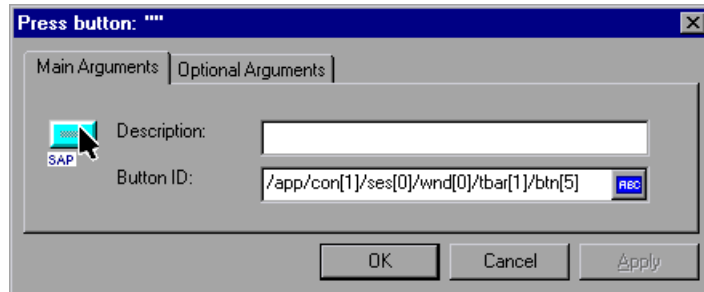 Press button: ""
Main Arguments
Optional Arguments
SAP
Description:
Button ID:
/app/con[1]/ses[0]/wnd[0]/tbar[1]/btn[5]
ABC
OK
Cancel
Apply